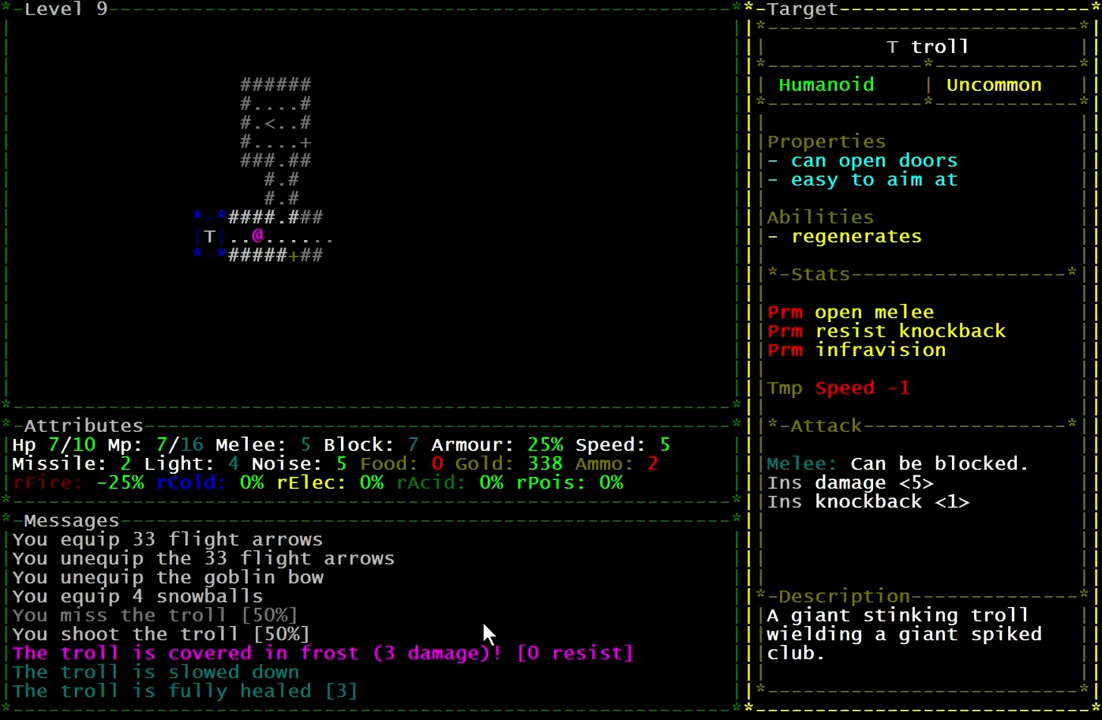 Level 9
######
#....#
#.<..#
#....+
###.##
#.#
#.#
* * ####.###
|T| ..@......
* * #####+##
Attributes
Hp 7/10 Mp: 7/16 Melee: 5 Block: 7 Armour: 25% Speed: 5
Missile: 2 Light: 4 Noise: 5 Food: 0 Gold: 338 Ammo: 2
rFire: -25% rCold: 0% rElec: 0% rAcid: 0% rPois: 0%
Messages
You equip 33 flight arrows
You unequip the 33 flight arrows
You unequip the goblin bow
You equip 4 snowballs
You miss the troll [50%]
You shoot the troll [50%]
The troll is covered in frost (3 damage)! [0 resist]
The troll is slowed down
The troll is fully healed [3]
Target
T troll
Humanoid | Uncommon
Properties
- can open doors
- easy to aim at
Abilities
- regenerates
*-Stats-
Prm open melee
Prm resist knockback
Prm infravision
Tmp Speed -1
*-Attack-
Melee: Can be blocked.
Ins damage <5>
Ins knockback <1>
*-Description-
A giant stinking troll
wielding a giant spiked
club.